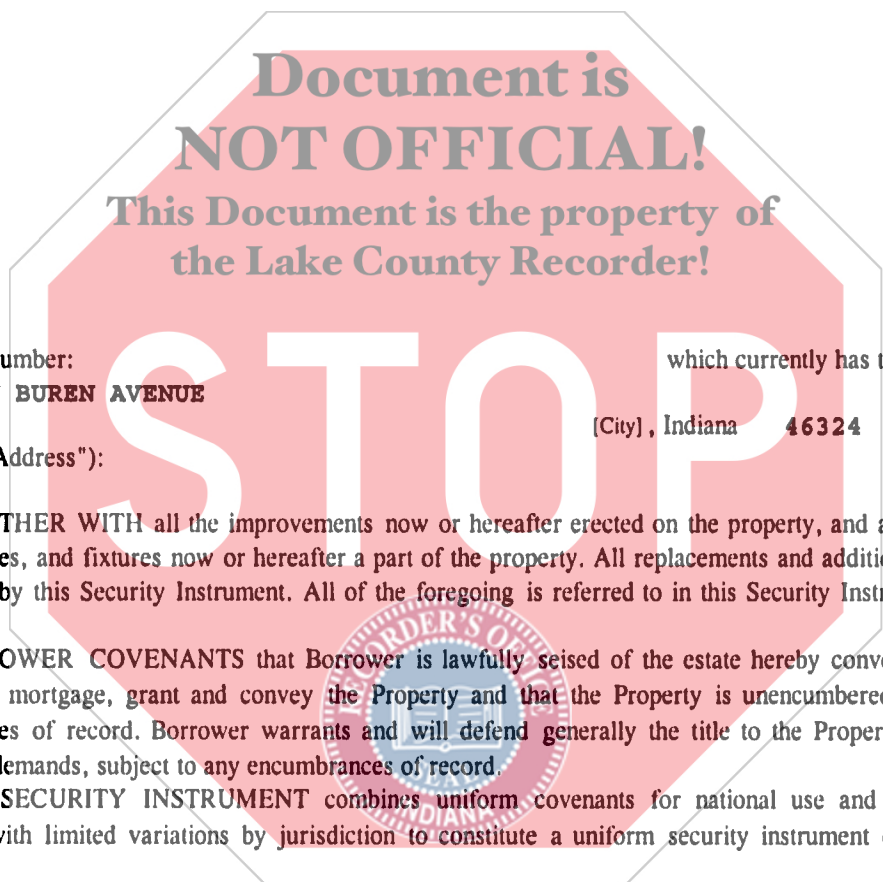 Document is
NOT OFFICIAL!
This Document is the property of
the Lake County Recorder!
STOP
umber: which currently has t
BUREN AVENUE
[City] , Indiana 46324
Address"):
THER WITH all the improvements now or hereafter erected on the property, and a
es, and fixtures now or hereafter a part of the property. All replacements and additi
by this Security Instrument. All of the foregoing is referred to in this Security Instr
OWER COVENANTS that Borrower is lawfully seised of the estate hereby conve
mortgage, grant and convey the Property and that the Property is unencumbered
es of record. Borrower warrants and will defend generally the title to the Proper
demands, subject to any encumbrances of record.
SECURITY INSTRUMENT combines uniform covenants for national use and
with limited variations by jurisdiction to constitute a uniform security instrument
RECORDER'S OFFICE
SEAL
INDIANA